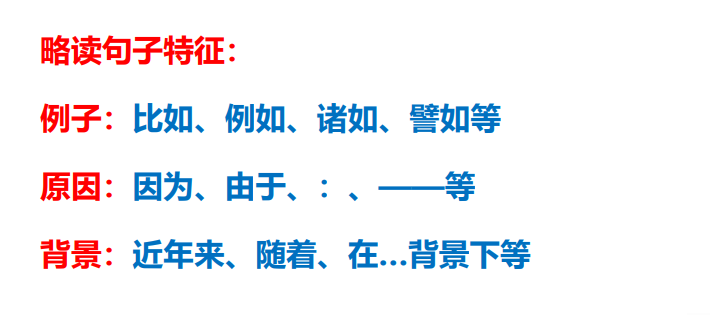 略读句子特征：
例子：比如、例如、诸如、譬如等
原因：因为、由于、：、——等
背景：近年来、随着、在…背景下等